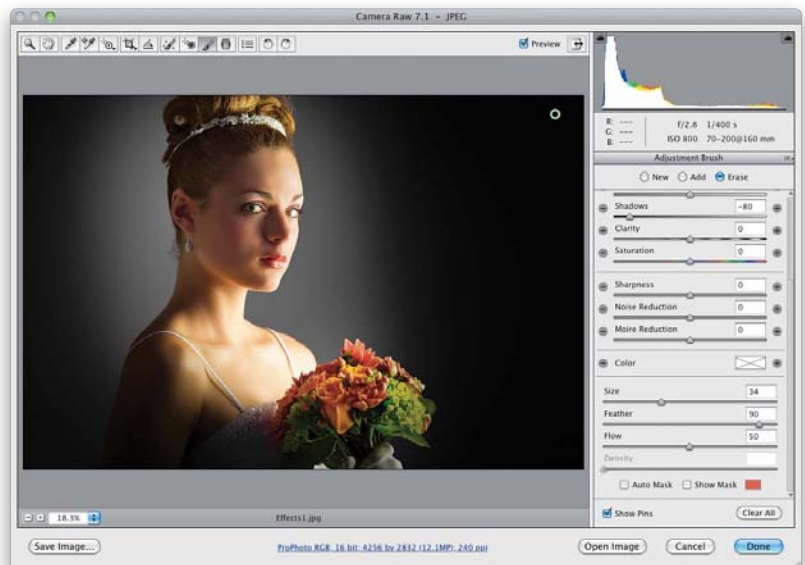 Camera Raw 7.1 – JPEG
Preview
R: ---
G: ---
B: ---
f/2.8 1/400 s
ISO 800 70-200@160 mm
Adjustment Brush
New Add Erase
Shadows -80
Clarity 0
Saturation 0
Sharpness 0
Noise Reduction 0
Moire Reduction 0
Color
Size 34
Feather 90
Flow 50
Density
Auto Mask Show Mask
Show Pins Clear All
18.3% Effects1.jpg
Save Image... ProPhoto RGB; 16 bit; 4256 by 2832 (12.1MP); 240 ppi Open Image Cancel Done